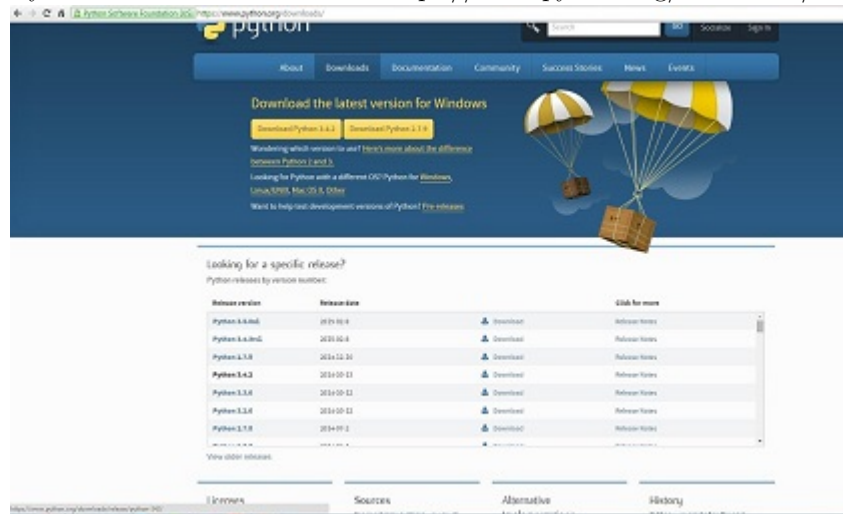 Python Software Foundation [US] https://www.python.org/downloads/
python
Search GO Socialize Sign In
About Downloads Documentation Community Success Stories News Events
Download the latest version for Windows
Download Python 3.4.2 Download Python 2.7.9
Wondering which version to use? Here's more about the difference
between Python 2 and 3.
Looking for Python with a different OS? Python for Windows,
Linux/UNIX, Mac OS X, Other
Want to help test development versions of Python? Pre-releases
Looking for a specific release?
Python releases by version number:
Release version Release date Click for more
Download Release Notes
Python 3.4.3rc1 Download Release Notes
Python 2.7.9 Download Release Notes
Python 3.4.2 Download Release Notes
Python 3.3.6 Download Release Notes
Python 3.2.6 Download Release Notes
Python 2.7.8 Download Release Notes
View older releases
Licenses Sources Alternative History